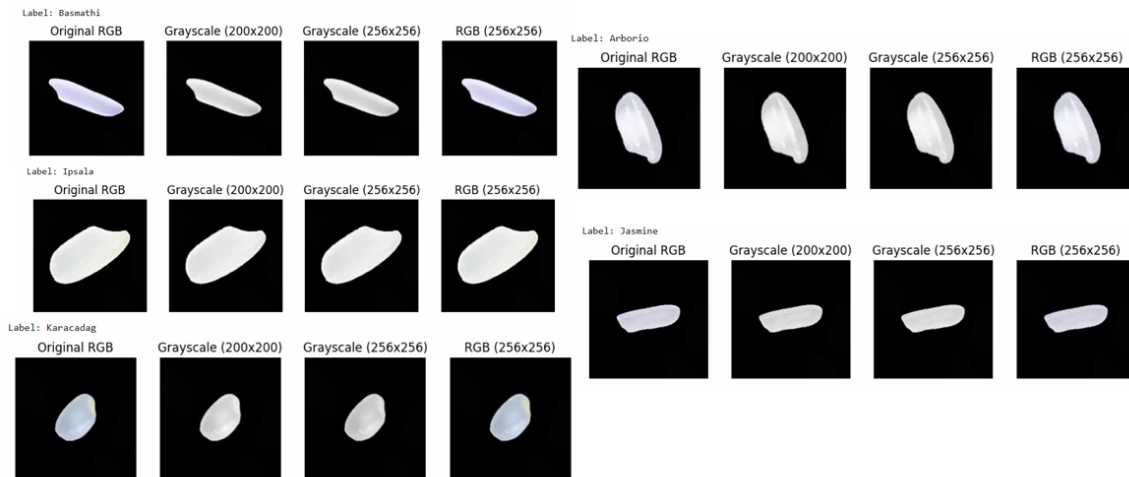 Label: Basmathi
Original RGB Grayscale (200x200) Grayscale (256x256) RGB (256x256)
Label: Ipsala
Original RGB Grayscale (200x200) Grayscale (256x256) RGB (256x256)
Label: Karacadag
Original RGB Grayscale (200x200) Grayscale (256x256) RGB (256x256)
Label: Arborio
Original RGB Grayscale (200x200) Grayscale (256x256) RGB (256x256)
Label: Jasmine
Original RGB Grayscale (200x200) Grayscale (256x256) RGB (256x256)